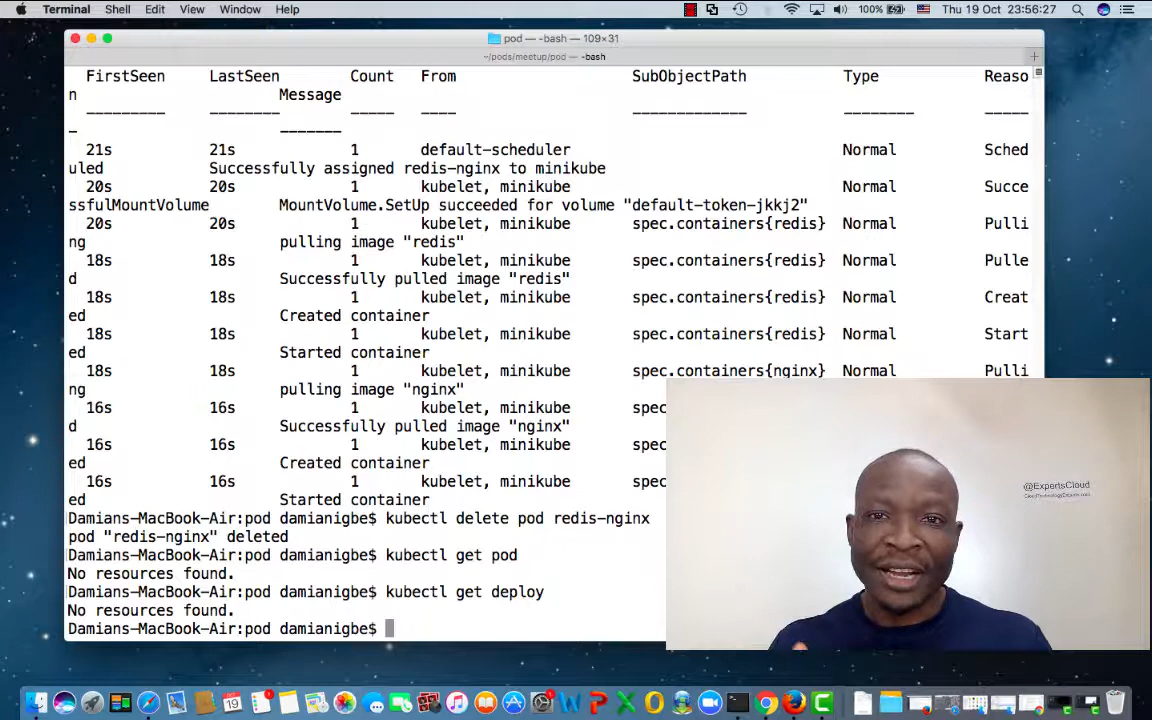 Terminal Shell Edit View Window Help 100% Thu 19 Oct 23:56:27
pod — -bash — 109×31
~/pods/meetup/pod — -bash
FirstSeen LastSeen Count From SubObjectPath Type Reaso
n Message
--------- -------- ----- ---- ------------- -------- ------
- -------
21s 21s 1 default-scheduler Normal Sched
uled Successfully assigned redis-nginx to minikube
20s 20s 1 kubelet, minikube Normal Succe
ssfulMountVolume MountVolume.SetUp succeeded for volume "default-token-jkkj2"
20s 20s 1 kubelet, minikube spec.containers{redis} Normal Pulli
ng pulling image "redis"
18s 18s 1 kubelet, minikube spec.containers{redis} Normal Pulle
d Successfully pulled image "redis"
18s 18s 1 kubelet, minikube spec.containers{redis} Normal Creat
ed Created container
18s 18s 1 kubelet, minikube spec.containers{redis} Normal Start
ed Started container
18s 18s 1 kubelet, minikube spec.containers{nginx} Normal Pulli
ng pulling image "nginx"
16s 16s 1 kubelet, minikube spec
d Successfully pulled image "nginx"
16s 16s 1 kubelet, minikube spec
ed Created container
16s 16s 1 kubelet, minikube spec
ed Started container
Damians-MacBook-Air:pod damianigbe$ kubectl delete pod redis-nginx
pod "redis-nginx" deleted
Damians-MacBook-Air:pod damianigbe$ kubectl get pod
No resources found.
Damians-MacBook-Air:pod damianigbe$ kubectl get deploy
No resources found.
Damians-MacBook-Air:pod damianigbe$
@ExpertsCloud